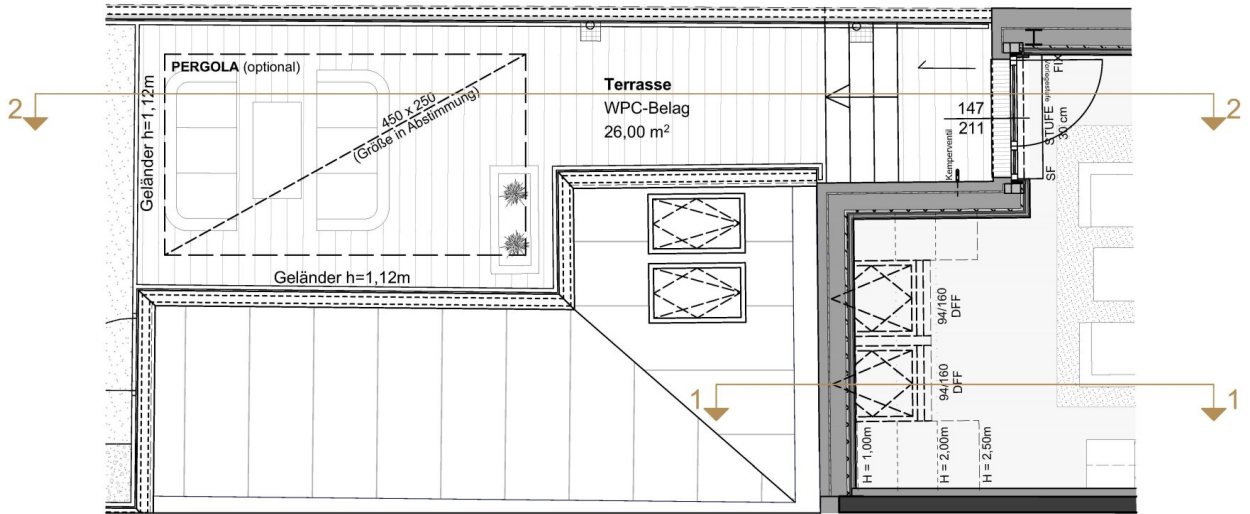 PERGOLA (optional)
450 x 250
(Größe in Abstimmung)
Geländer h=1,12m
Geländer h=1,12m
Terrasse
WPC-Belag
26,00 m²
2
2
147
211
Kemperventil
FIX
Vorlagestufe
STUFE
30 cm
SF
94/160
DFF
94/160
DFF
1
1
H = 1,00m
H = 2,00m
H = 2,50m